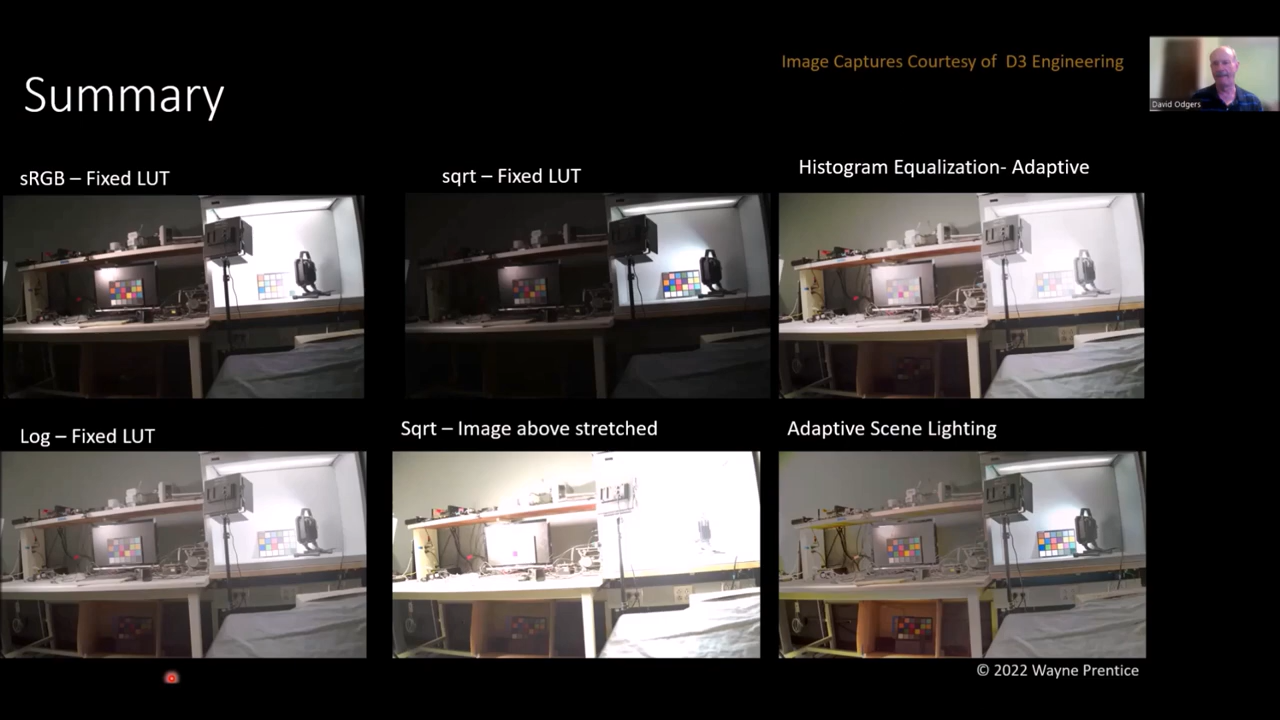 Image Captures Courtesy of D3 Engineering
Summary
David Odgers
sRGB – Fixed LUT
sqrt – Fixed LUT
Histogram Equalization- Adaptive
Log – Fixed LUT
Sqrt – Image above stretched
Adaptive Scene Lighting
© 2022 Wayne Prentice